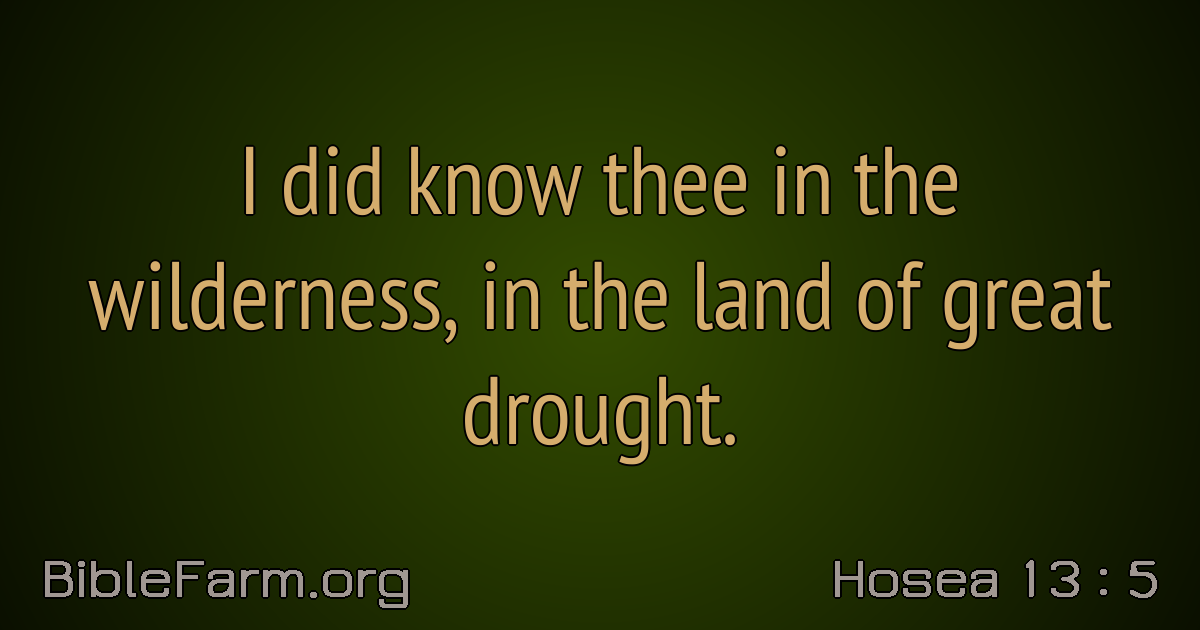 I did know thee in the
wilderness, in the land of great
drought.
BibleFarm.org
Hosea 13 : 5